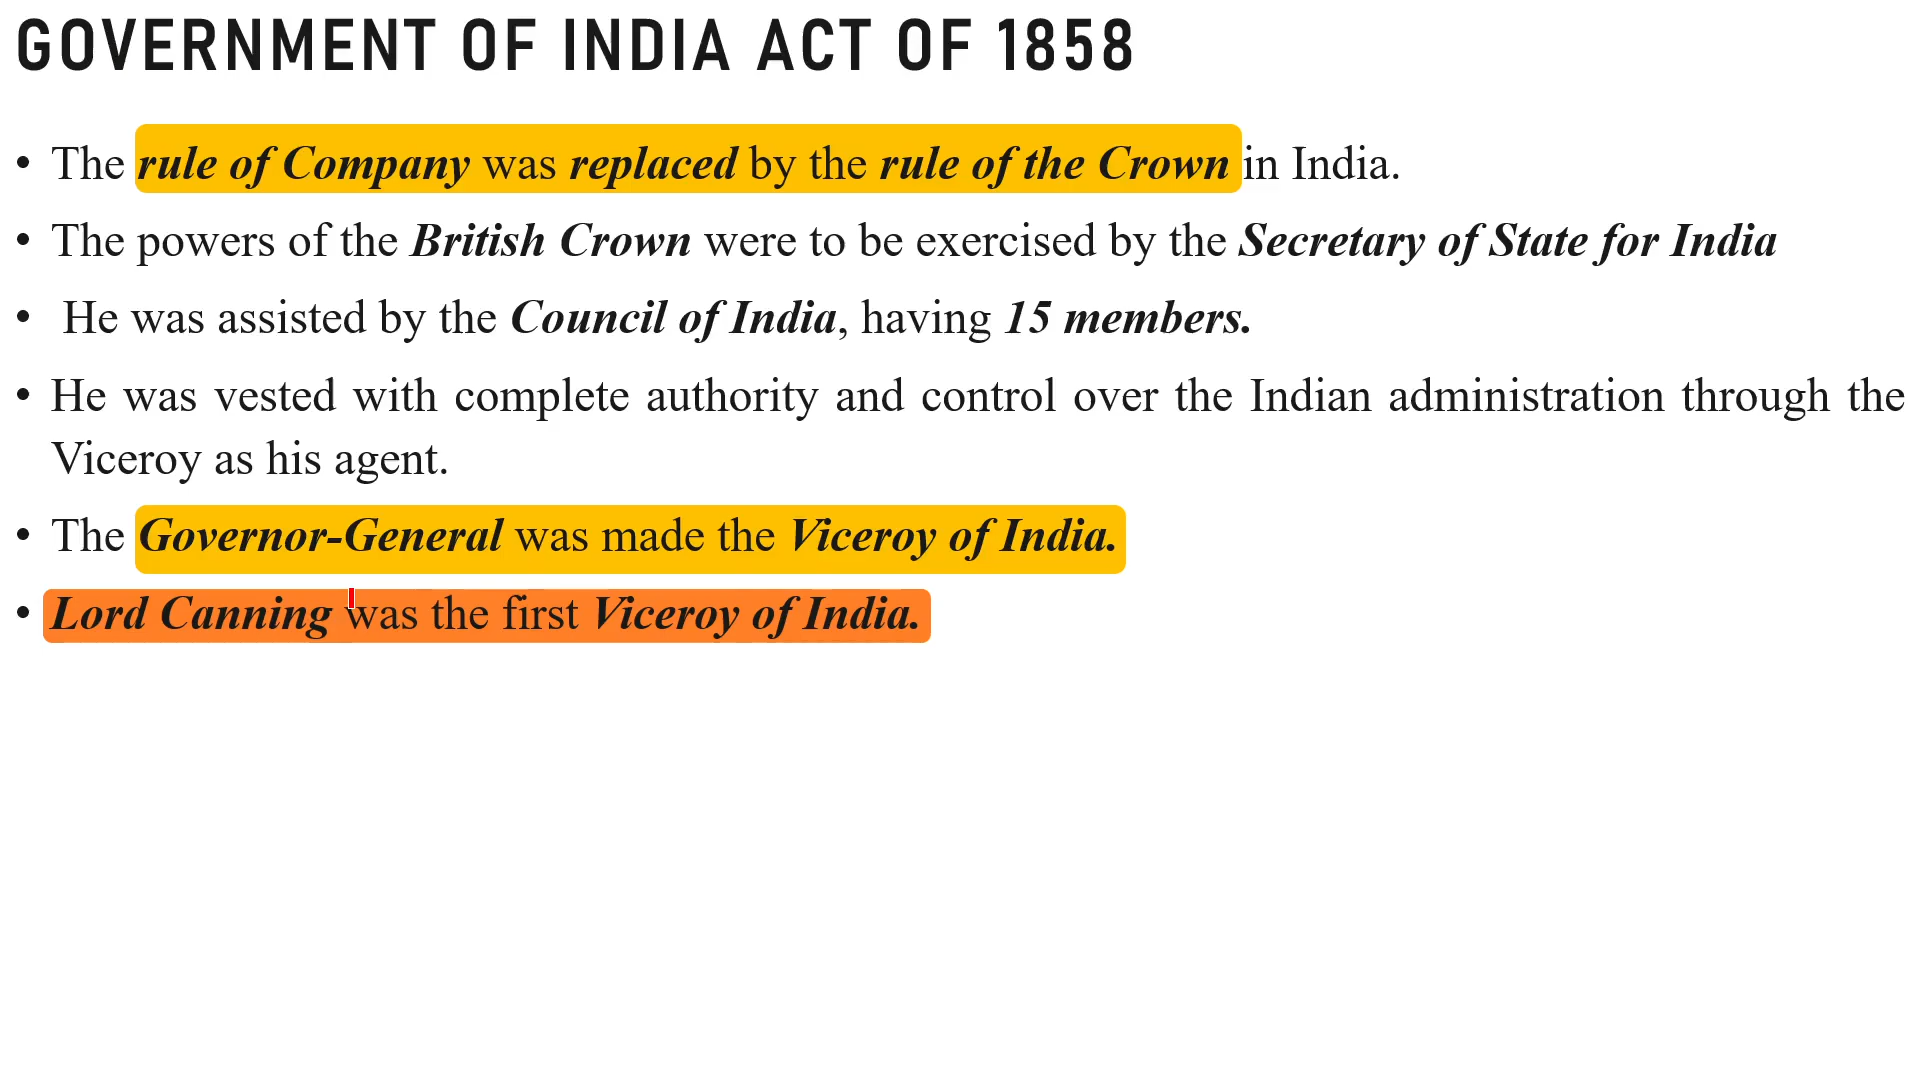 GOVERNMENT OF INDIA ACT OF 1858
• The rule of Company was replaced by the rule of the Crown in India.
• The powers of the British Crown were to be exercised by the Secretary of State for India
• He was assisted by the Council of India, having 15 members.
• He was vested with complete authority and control over the Indian administration through the
Viceroy as his agent.
• The Governor-General was made the Viceroy of India.
• Lord Canning was the first Viceroy of India.